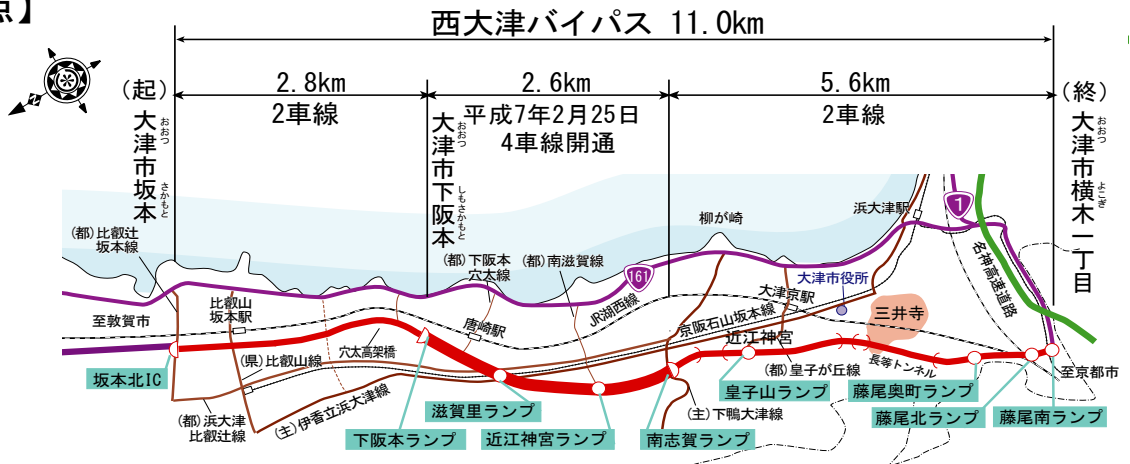 点】
西大津バイパス 11.0km
2.8km
2車線
2.6km
平成7年2月25日
4車線開通
5.6km
2車線
(起)
大津市坂本
おおつ
さかもと
大津市下阪本
おおつ
しもさかもと
(終)
大津市横木一丁目
おおつ
よこぎ
(都)比叡辻
坂本線
比叡山
坂本駅
至敦賀市
(県)比叡山線
穴太高架橋
(都)下阪本
穴太線
(都)南滋賀線
唐崎駅
161
JR湖西線
柳が崎
浜大津駅
1
名神高速道路
大津市役所
大津京駅
京阪石山坂本線
近江神宮
三井寺
(都)皇子が丘線
長等トンネル
至京都市
坂本北IC
(都)浜大津
比叡辻線
(主)伊香立浜大津線
下阪本ランプ
滋賀里ランプ
近江神宮ランプ
南志賀ランプ
(主)下鴨大津線
皇子山ランプ
藤尾奥町ランプ
藤尾北ランプ
藤尾南ランプ